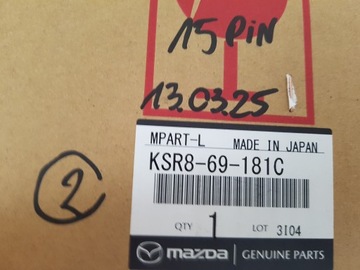 15 PIN
13.03.25
2
MPART-L MADE IN JAPAN
KSR8-69-181C
QTY 1 LOT 3I04
mazda GENUINE PARTS